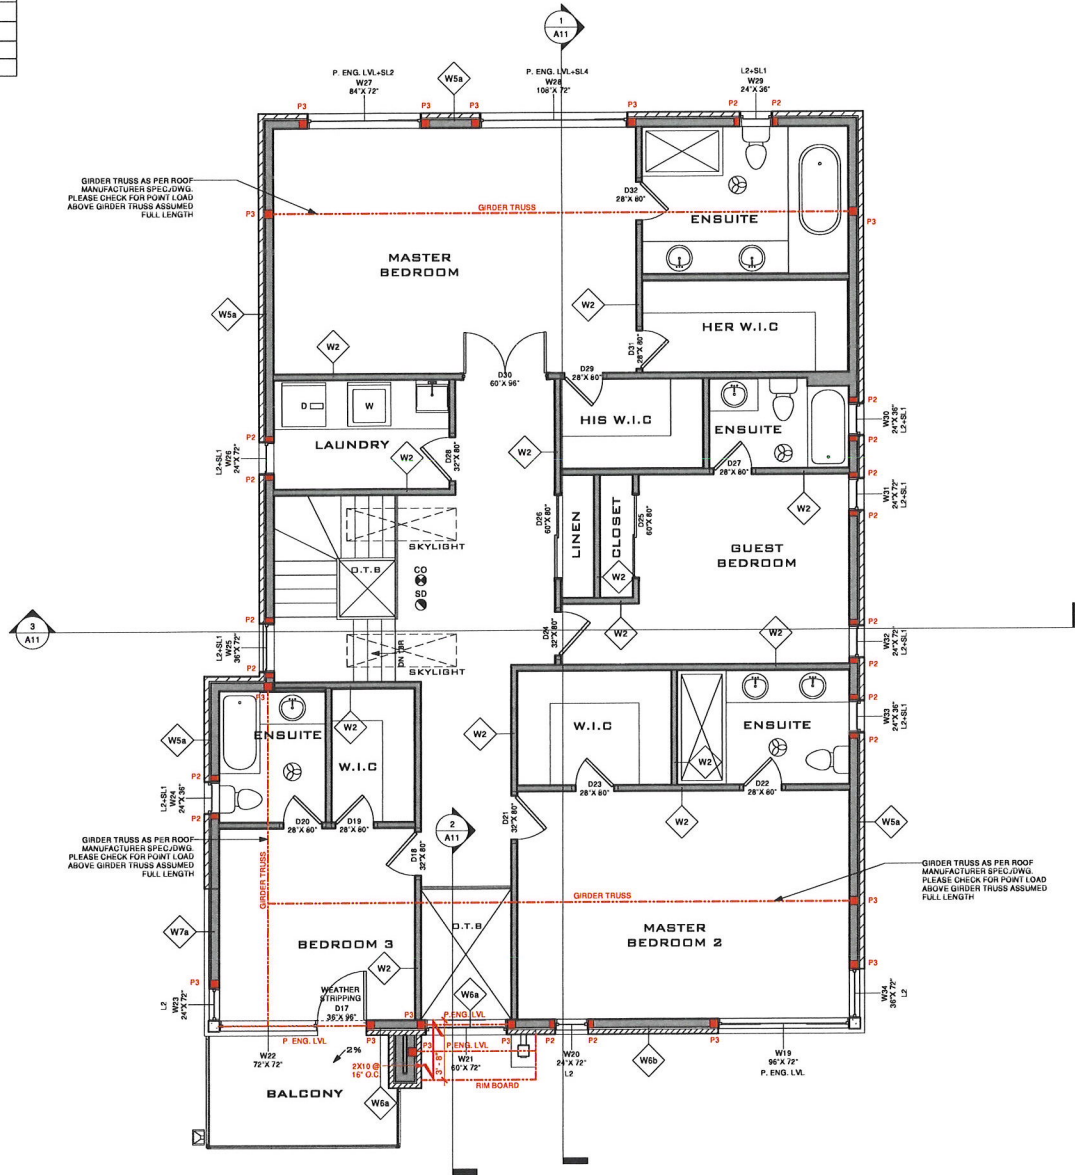 1
A11
P. ENG. LVL+SL2
W27
84"X 72"
W5a
P. ENG. LVL+SL4
W28
108"X 72"
L2+SL1
W29
24"X 36"
P3
P3
P3
P3
P2
P2
GIRDER TRUSS AS PER ROOF
MANUFACTURER SPEC./DWG.
PLEASE CHECK FOR POINT LOAD
ABOVE GIRDER TRUSS ASSUMED
FULL LENGTH
P3
GIRDER TRUSS
D32
28"X 80"
ENSUITE
P3
MASTER
BEDROOM
W5a
W2
HER W.I.C
W2
D31
28"X 80"
D30
60"X 96"
D29
28"X 80"
D
W
LAUNDRY
W2
D28
32"X 80"
W2
HIS W.I.C
ENSUITE
D27
28"X 80"
P2
W30
24"X 36"
L2+SL1
P2
P2
L2+SL1
W26
24"X 72"
P2
P2
W31
24"X 72"
L2+SL1
P2
W2
SKYLIGHT
D26
60"X 80"
LINEN
CLOSET
D25
60"X 80"
GUEST
BEDROOM
O.T.B
CO
SD
W2
W2
3
A11
P2
L2+SL1
W25
36"X 72"
P2
DN 18R
SKYLIGHT
D24
32"X 80"
W2
P2
W32
24"X 72"
L2+SL1
P2
P3
W5a
ENSUITE
W2
W.I.C
W2
W.I.C
W2
ENSUITE
P2
W33
24"X 36"
L2+SL1
P2
P2
L2+SL1
W24
24"X 36"
P2
D20
28"X 80"
D19
28"X 80"
D23
28"X 80"
D22
28"X 80"
W2
D21
32"X 80"
2
A11
W5a
GIRDER TRUSS AS PER ROOF
MANUFACTURER SPEC./DWG.
PLEASE CHECK FOR POINT LOAD
ABOVE GIRDER TRUSS ASSUMED
FULL LENGTH
D18
32"X 80"
GIRDER TRUSS
GIRDER TRUSS
GIRDER TRUSS AS PER ROOF
MANUFACTURER SPEC./DWG.
PLEASE CHECK FOR POINT LOAD
ABOVE GIRDER TRUSS ASSUMED
FULL LENGTH
P3
W7a
BEDROOM 3
O.T.B
MASTER
BEDROOM 2
W2
P3
P3
L2
W23
24"X 72"
WEATHER
STRIPPING
D17
36"X 96"
W6a
P.ENG. LVL
W34
36"X 72"
L2
P. ENG. LVL
P3
P3
P3
P2
P2
P3
W22
72"X 72"
2%
2X10 @
16" O.C.
3'-8"
W21
60"X 72"
W20
24"X 72"
L2
W6b
W19
96"X 72"
P. ENG. LVL
RIM BOARD
BALCONY
W6a